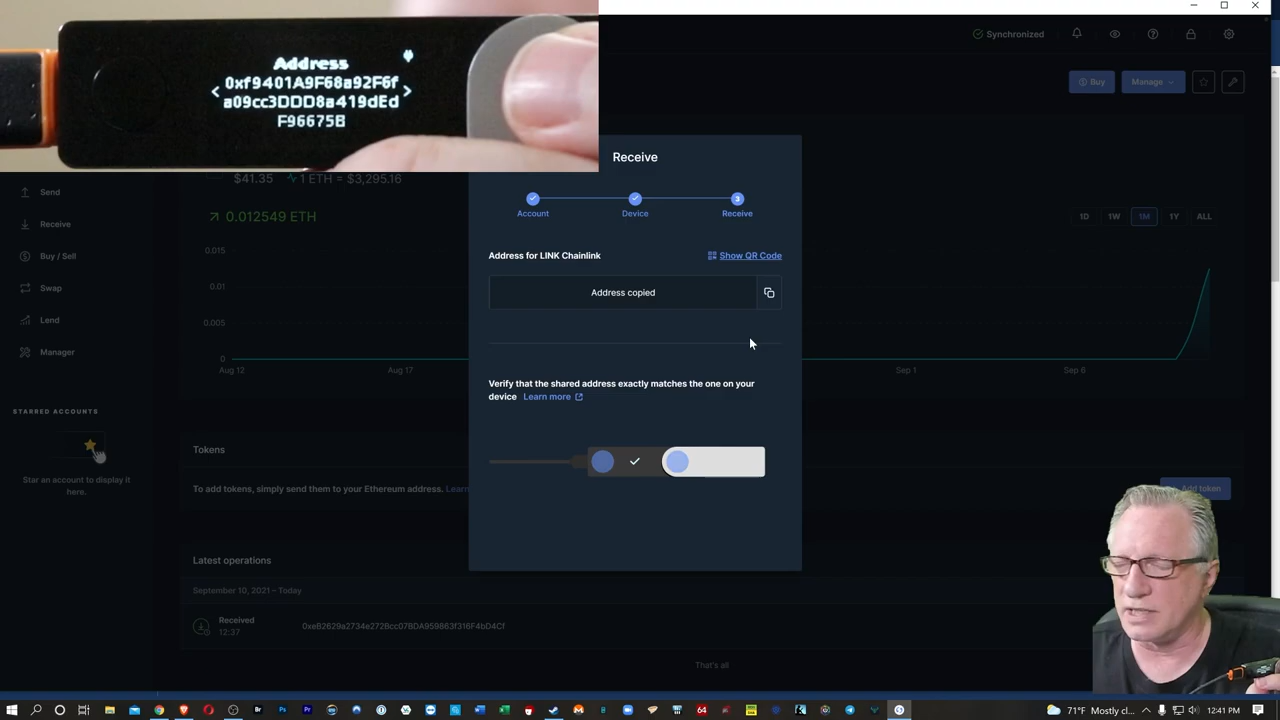 Address
0xf9401A9F68a92F6f
a09cc3DDD8a419dEd
F96675B
Synchronized
Buy
Manage
Receive
$41.35
1 ETH = $3,295.16
0.012549 ETH
Account
Device
3
Receive
Send
Receive
Buy / Sell
Swap
Lend
Manager
1D
1W
1M
1Y
ALL
0.015
0.01
0.005
0
Aug 12
Aug 17
Sep 1
Sep 6
Address for LINK Chainlink
Show QR Code
Address copied
Verify that the shared address exactly matches the one on your
device Learn more
STARRED ACCOUNTS
Star an account to display it
here.
Tokens
To add tokens, simply send them to your Ethereum address.
Add token
Latest operations
September 10, 2021 – Today
Received
12:37
0xeB2629a2734e272Bcc07BDA959863f316F4bD4Cf
That's all
71°F Mostly cl...
12:41 PM